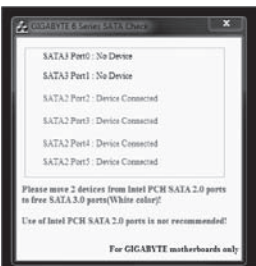 GIGABYTE 6 Series SATA Check
SATA3 Port0 : No Device
SATA3 Port1 : No Device
SATA2 Port2 : Device Connected
SATA2 Port3 : Device Connected
SATA2 Port4 : Device Connected
SATA2 Port5 : Device Connected
Please move 2 devices from Intel PCH SATA 2.0 ports
to free SATA 3.0 ports(White color)!
Use of Intel PCH SATA 2.0 ports is not recommended!
For GIGABYTE motherboards only